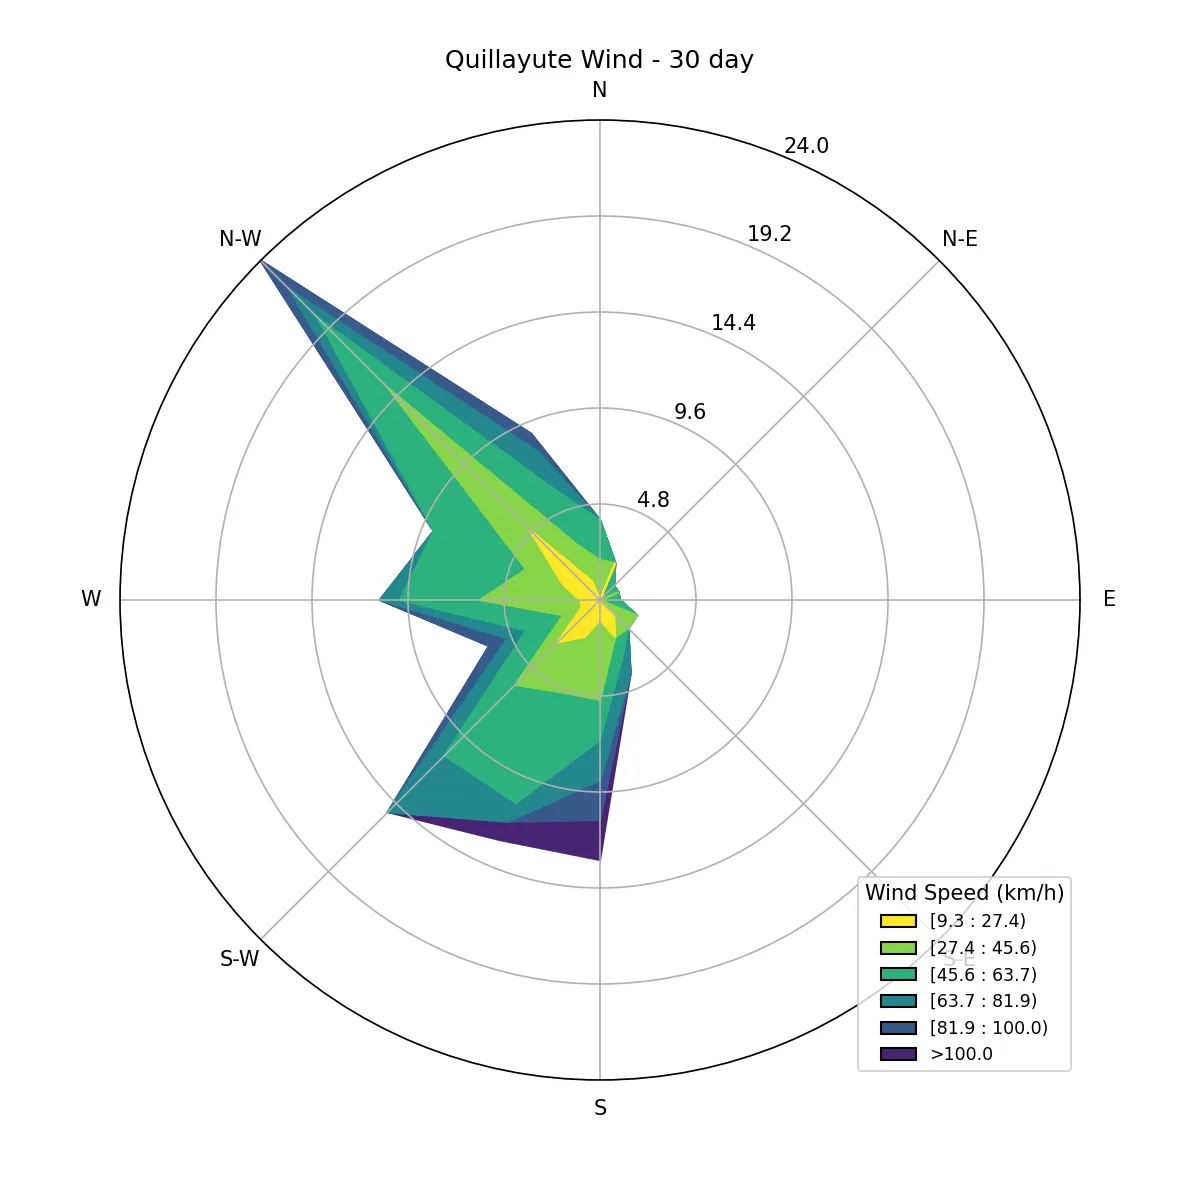 Quillayute Wind - 30 day
N
24.0
N-W
N-E
19.2
14.4
9.6
4.8
W
E
S-W
S-E
S
Wind Speed (km/h)
[9.3 : 27.4)
[27.4 : 45.6)
[45.6 : 63.7)
[63.7 : 81.9)
[81.9 : 100.0)
>100.0